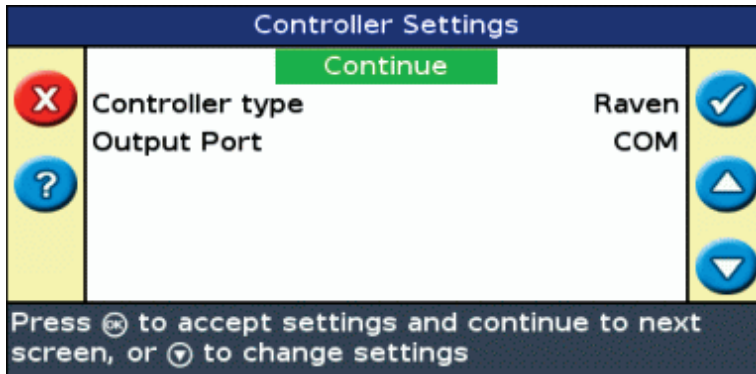 Controller Settings
Continue
Controller type Raven
Output Port COM
X
?
Press OK to accept settings and continue to next
screen, or to change settings